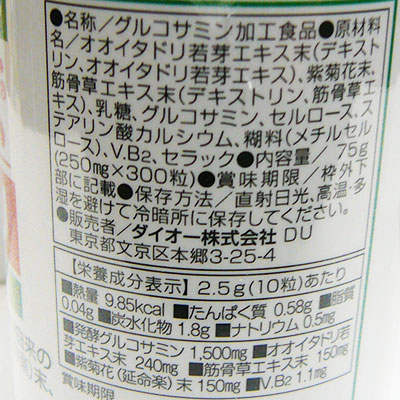 ●名称／グルコサミン加工食品●原材料
名／オオイタドリ若芽エキス末(デキスト
リン、オオイタドリ若芽エキス)、紫菊花末、
筋骨草エキス末(デキストリン、筋骨草エ
キス)、乳糖、グルコサミン、セルロース、ス
テアリン酸カルシウム、糊料(メチルセル
ロース)、V.B₂、セラック●内容量／75g
(250mg×300粒)●賞味期限／枠外下
部に記載●保存方法／直射日光、高温・多
湿を避けて冷暗所に保存してください。
●販売者／ダイオー株式会社 DU
東京都文京区本郷3-25-4
【栄養成分表示】2.5g(10粒)あたり
■熱量 9.85kcal■たんぱく質 0.58g■脂質
0.04g■炭水化物 1.8g■ナトリウム 0.5mg
■発酵グルコサミン 1,500mg■オオイタドリ若
芽エキス末 240mg■筋骨草エキス末 150mg
■紫菊花(延命楽)末 150mg■V.B₂ 1.1mg
賞味期限